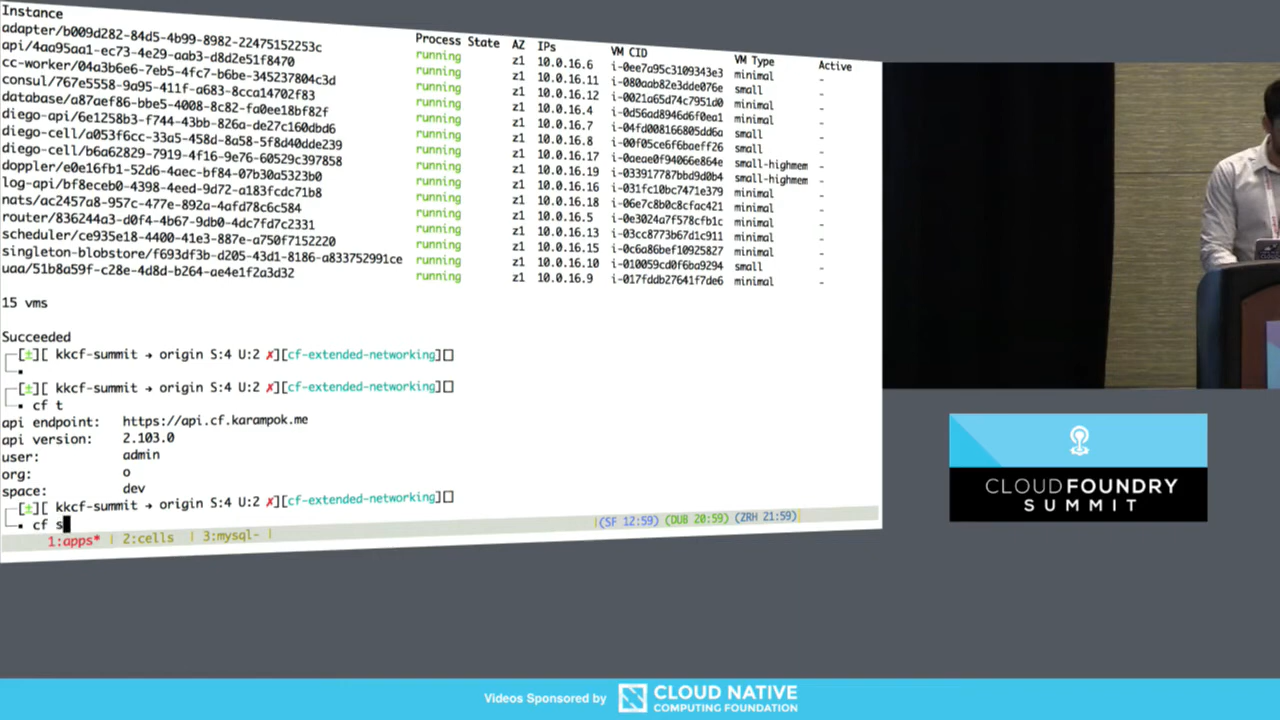 Instance Process State AZ IPs VM CID VM Type Active
adapter/b009d282-84d5-4b99-8982-22475152253c running z1 10.0.16.6 i-0ee7a95c3109343e3 minimal -
api/4aa95aa1-ec73-4e29-aab3-d8d2e51f8470 running z1 10.0.16.11 i-080aab82e3dde076e small -
cc-worker/04a3b6e6-7eb5-4fc7-b6be-345237804c3d running z1 10.0.16.12 i-0021a65d74c7951d0 minimal -
consul/767e5558-9a95-411f-a683-8cca14702f83 running z1 10.0.16.4 i-0d56ad8946d6f0ea1 minimal -
database/a87aef86-bbe5-4008-8c82-fa0ee18bf82f running z1 10.0.16.7 i-04fd008166805dd6a small -
diego-api/6e1258b3-f744-43bb-826a-de27c160dbd6 running z1 10.0.16.8 i-00f05ce6f6baeff26 small -
diego-cell/a053f6cc-33a5-458d-8a58-5f8d40dde239 running z1 10.0.16.17 i-0aeae0f94066e864e small-highmem -
diego-cell/b6a62829-7919-4f16-9e76-60529c397858 running z1 10.0.16.19 i-033917787bbd9d0b4 small-highmem -
doppler/e0e16fb1-52d6-4aec-bf84-07b30a5323b0 running z1 10.0.16.16 i-031fc10bc7471e379 minimal -
log-api/bf8eceb0-4398-4eed-9d72-a183fcdc71b8 running z1 10.0.16.18 i-06e7c8b0c8cfac421 minimal -
nats/ac2457a8-957c-477e-892a-4afd78c6c584 running z1 10.0.16.5 i-0e3024a7f578cfb1c minimal -
router/836244a3-d0f4-4b67-9db0-4dc7fd7c2331 running z1 10.0.16.13 i-03cc8773b67d1c911 minimal -
scheduler/ce935e18-4400-41e3-887e-a750f7152220 running z1 10.0.16.15 i-0c6a86bef10925827 minimal -
singleton-blobstore/f693df3b-d205-43d1-8186-a833752991ce running z1 10.0.16.10 i-010059cd0f6ba9294 small -
uaa/51b8a59f-c28e-4d8d-b264-ae4e1f2a3d32 running z1 10.0.16.9 i-017fddb27641f7de6 minimal -
15 vms
Succeeded
[±][ kkcf-summit → origin S:4 U:2 ✗][cf-extended-networking]
[±][ kkcf-summit → origin S:4 U:2 ✗][cf-extended-networking]
cf t
api endpoint: https://api.cf.karampok.me
api version: 2.103.0
user: admin
org: o
space: dev
[±][ kkcf-summit → origin S:4 U:2 ✗][cf-extended-networking]
cf s
1:apps* | 2:cells | 3:mysql- | |(SF 12:59) (DUB 20:59) (ZRH 21:59)|
CLOUDFOUNDRY
SUMMIT
Videos Sponsored by CLOUD NATIVE
COMPUTING FOUNDATION